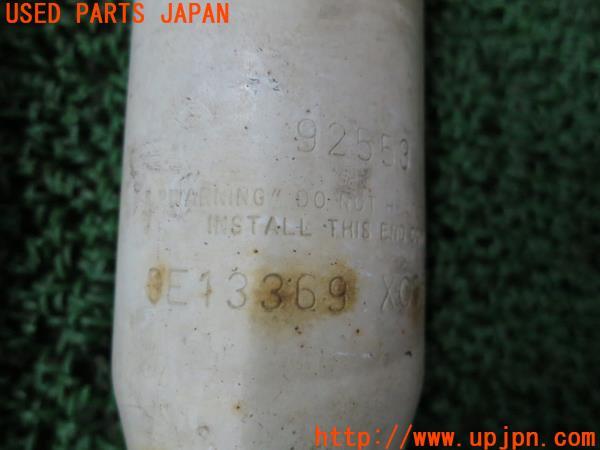 USED PARTS JAPAN
92553
"WARNING" DO NOT
INSTALL THIS END
E13369
http://www.upjpn.com